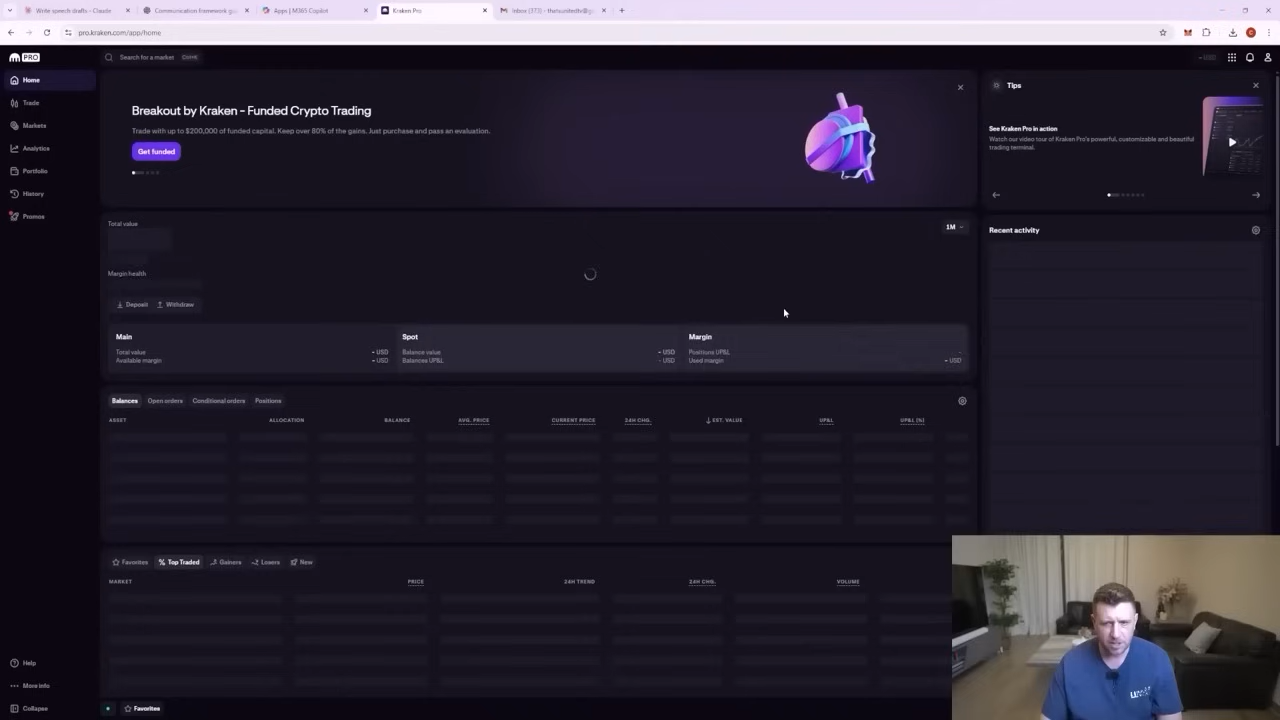 Write speech drafts - Claude
Communication framework gui
Apps | M365 Copilot
Kraken Pro
pro.kraken.com/app/home
PRO
Search for a market
Home
Trade
Markets
Analytics
Portfolio
History
Promos
Breakout by Kraken - Funded Crypto Trading
Trade with up to $200,000 of funded capital. Keep over 80% of the gains. Just purchase and pass an evaluation.
Get funded
Tips
See Kraken Pro in action
Watch our video tour of Kraken Pro's powerful, customizable and beautiful
trading terminal.
Total value
1M
Recent activity
Margin health
Deposit
Withdraw
Main
Spot
Margin
Total value - USD
Balance value - USD
Positions UP&L -
Available margin - USD
Balances UP&L - USD
Used margin - USD
Balances
Open orders
Conditional orders
Positions
ASSET ALLOCATION BALANCE AVG. PRICE CURRENT PRICE 24H CHG. EST. VALUE UP&L UP&L (%)
Favorites
Top Traded
Gainers
Losers
New
MARKET PRICE 24H TREND 24H CHG. VOLUME
Help
More info
Collapse
Favorites